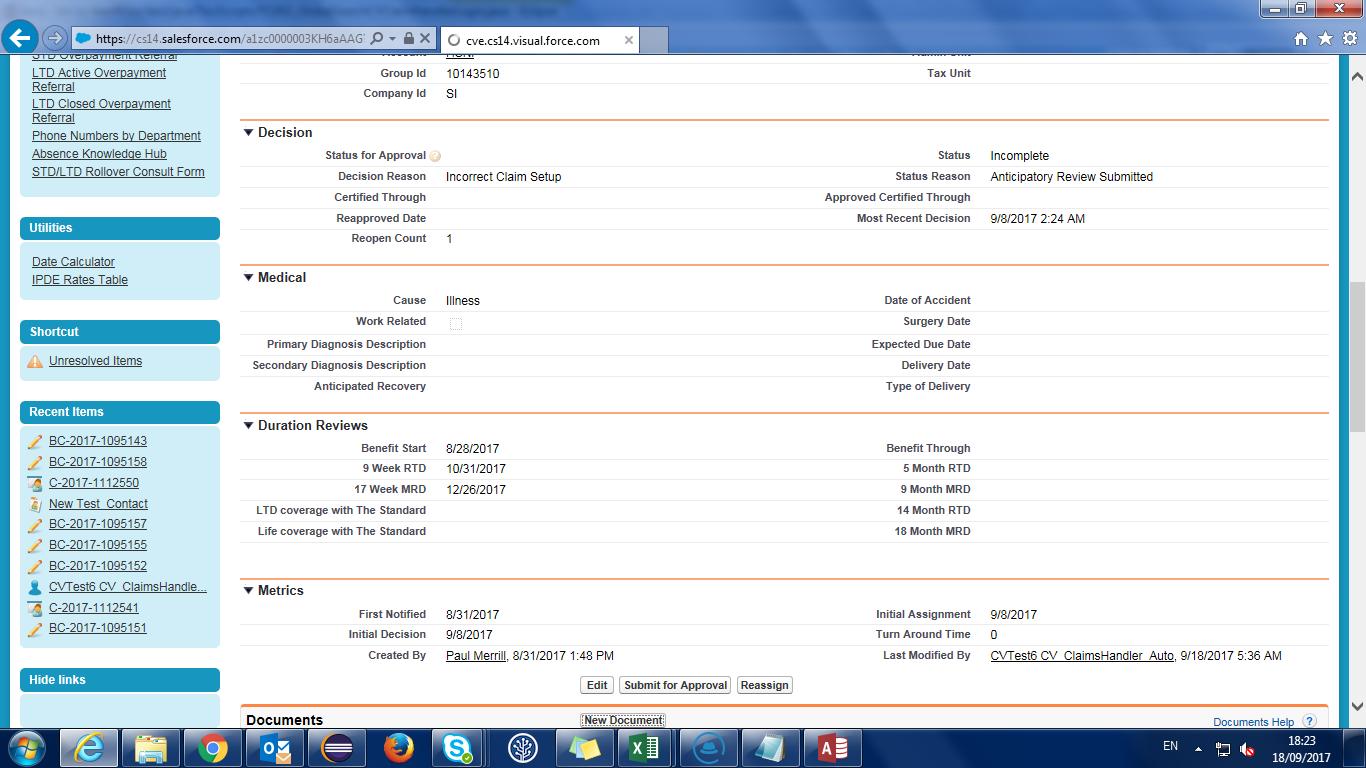 https://cs14.salesforce.com/a1zc0000003KH6aAAG
cve.cs14.visual.force.com
STD Overpayment Referral
LTD Active Overpayment
Referral
LTD Closed Overpayment
Referral
Phone Numbers by Department
Absence Knowledge Hub
STD/LTD Rollover Consult Form
Utilities
Date Calculator
IPDE Rates Table
Shortcut
Unresolved Items
Recent Items
BC-2017-1095143
BC-2017-1095158
C-2017-1112550
New Test_Contact
BC-2017-1095157
BC-2017-1095155
BC-2017-1095152
CVTest6 CV_ClaimsHandle...
C-2017-1112541
BC-2017-1095151
Hide links
Group Id 10143510 Tax Unit
Company Id SI
Decision
Status for Approval Status Incomplete
Decision Reason Incorrect Claim Setup Status Reason Anticipatory Review Submitted
Certified Through Approved Certified Through
Reapproved Date Most Recent Decision 9/8/2017 2:24 AM
Reopen Count 1
Medical
Cause Illness Date of Accident
Work Related Surgery Date
Primary Diagnosis Description Expected Due Date
Secondary Diagnosis Description Delivery Date
Anticipated Recovery Type of Delivery
Duration Reviews
Benefit Start 8/28/2017 Benefit Through
9 Week RTD 10/31/2017 5 Month RTD
17 Week MRD 12/26/2017 9 Month MRD
LTD coverage with The Standard 14 Month RTD
Life coverage with The Standard 18 Month MRD
Metrics
First Notified 8/31/2017 Initial Assignment 9/8/2017
Initial Decision 9/8/2017 Turn Around Time 0
Created By Paul Merrill, 8/31/2017 1:48 PM Last Modified By CVTest6 CV_ClaimsHandler_Auto, 9/18/2017 5:36 AM
Edit Submit for Approval Reassign
Documents New Document Documents Help ?
EN 18:23
18/09/2017